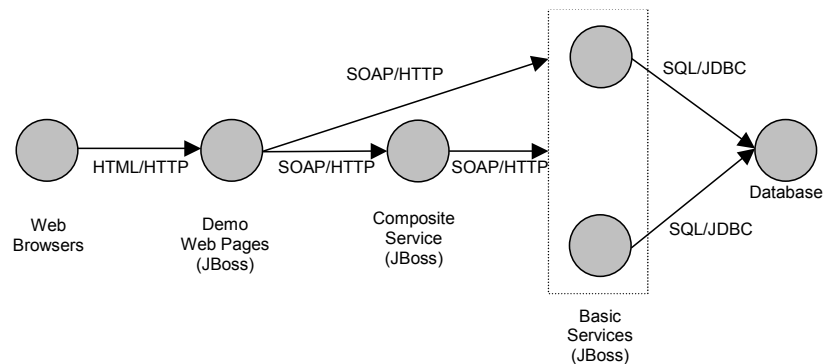 SOAP/HTTP
SQL/JDBC
HTML/HTTP
SOAP/HTTP
SOAP/HTTP
Database
Web
Browsers
Demo
Web Pages
(JBoss)
Composite
Service
(JBoss)
SQL/JDBC
Basic
Services
(JBoss)